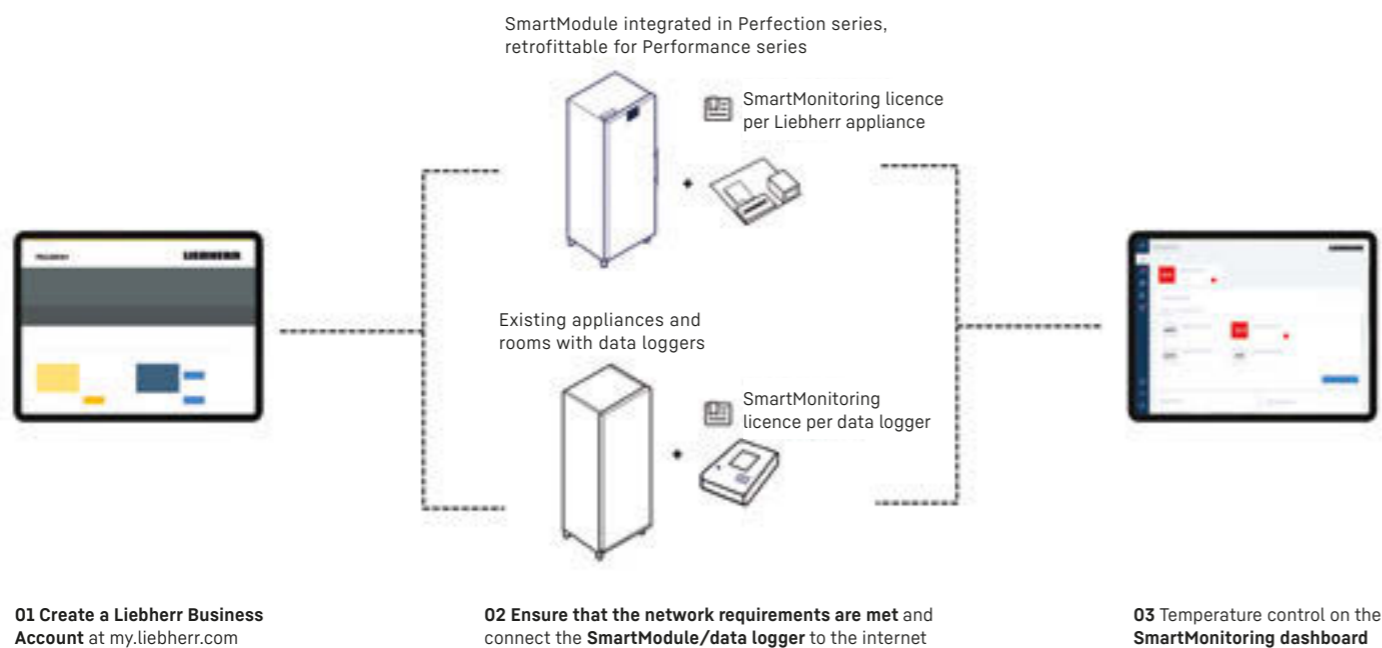 SmartModule integrated in Perfection series,
retrofittable for Performance series
SmartMonitoring licence
per Liebherr appliance
LIEBHERR
Existing appliances and
rooms with data loggers
SmartMonitoring
licence per data logger
01 Create a Liebherr Business
Account at my.liebherr.com
02 Ensure that the network requirements are met and
connect the SmartModule/data logger to the internet
03 Temperature control on the
SmartMonitoring dashboard